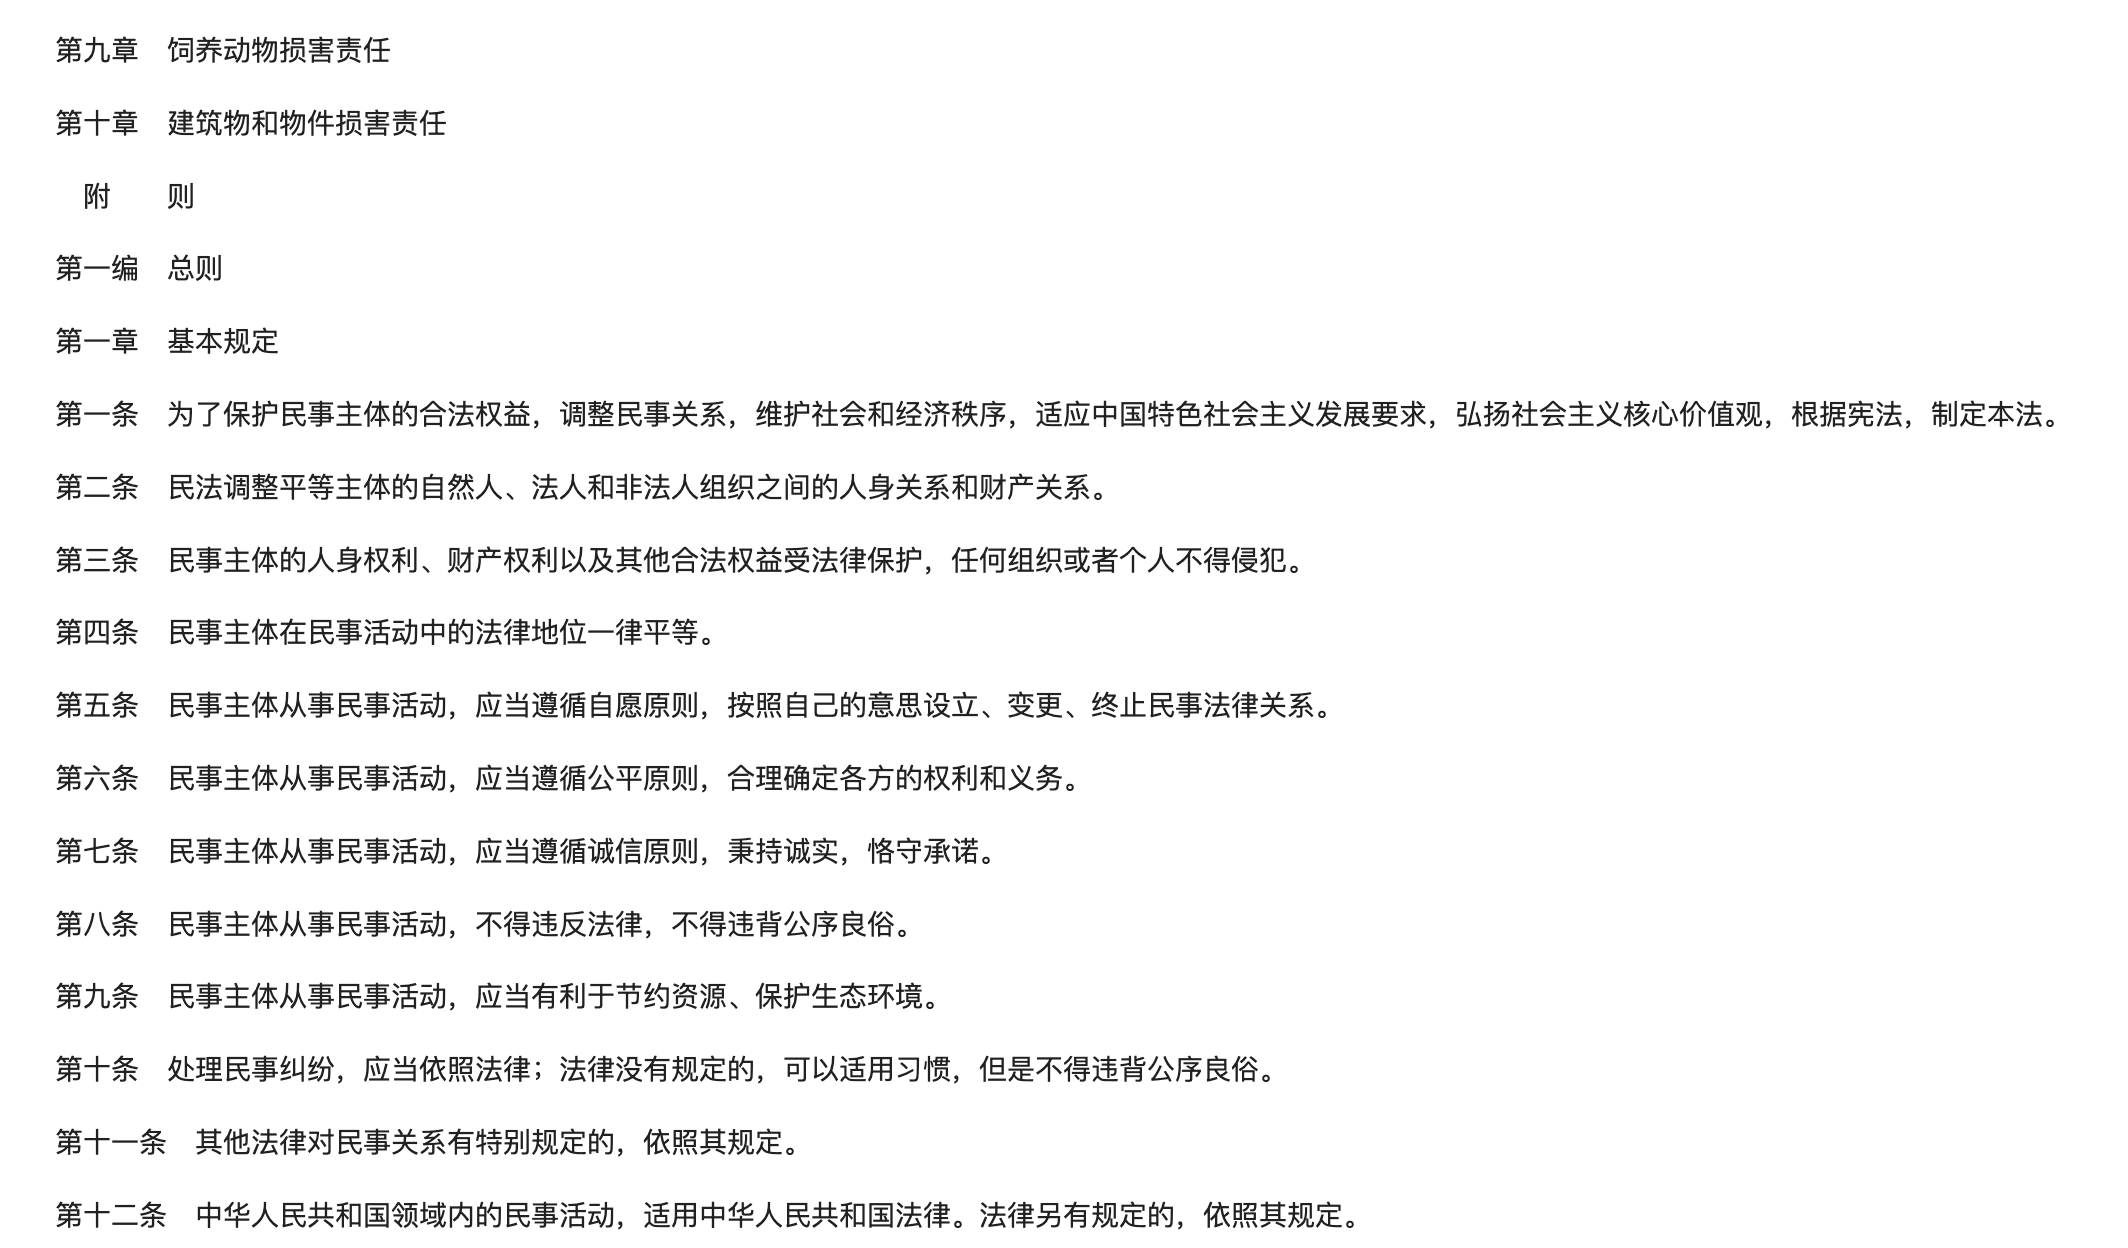 第九章　饲养动物损害责任
第十章　建筑物和物件损害责任
附　　则
第一编　总则
第一章　基本规定
第一条　为了保护民事主体的合法权益，调整民事关系，维护社会和经济秩序，适应中国特色社会主义发展要求，弘扬社会主义核心价值观，根据宪法，制定本法。
第二条　民法调整平等主体的自然人、法人和非法人组织之间的人身关系和财产关系。
第三条　民事主体的人身权利、财产权利以及其他合法权益受法律保护，任何组织或者个人不得侵犯。
第四条　民事主体在民事活动中的法律地位一律平等。
第五条　民事主体从事民事活动，应当遵循自愿原则，按照自己的意思设立、变更、终止民事法律关系。
第六条　民事主体从事民事活动，应当遵循公平原则，合理确定各方的权利和义务。
第七条　民事主体从事民事活动，应当遵循诚信原则，秉持诚实，恪守承诺。
第八条　民事主体从事民事活动，不得违反法律，不得违背公序良俗。
第九条　民事主体从事民事活动，应当有利于节约资源、保护生态环境。
第十条　处理民事纠纷，应当依照法律；法律没有规定的，可以适用习惯，但是不得违背公序良俗。
第十一条　其他法律对民事关系有特别规定的，依照其规定。
第十二条　中华人民共和国领域内的民事活动，适用中华人民共和国法律。法律另有规定的，依照其规定。